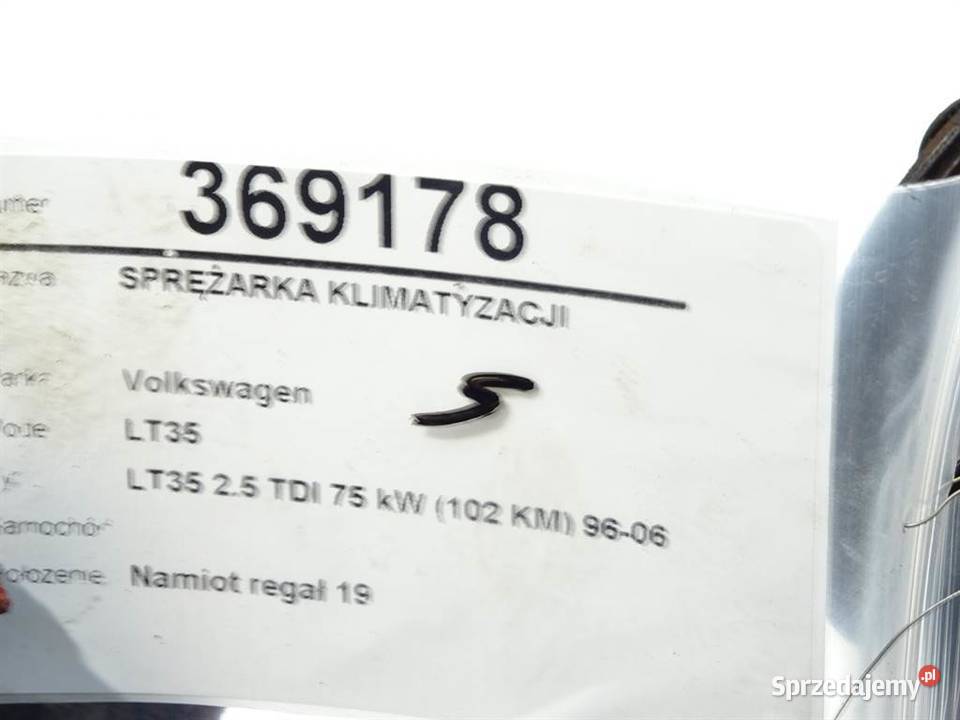 369178
SPRĘŻARKA KLIMATYZACJI
Volkswagen
S
LT35
LT35 2.5 TDI 75 kW (102 KM) 96-06
Namiot regał 19
Sprzedajemy.pl